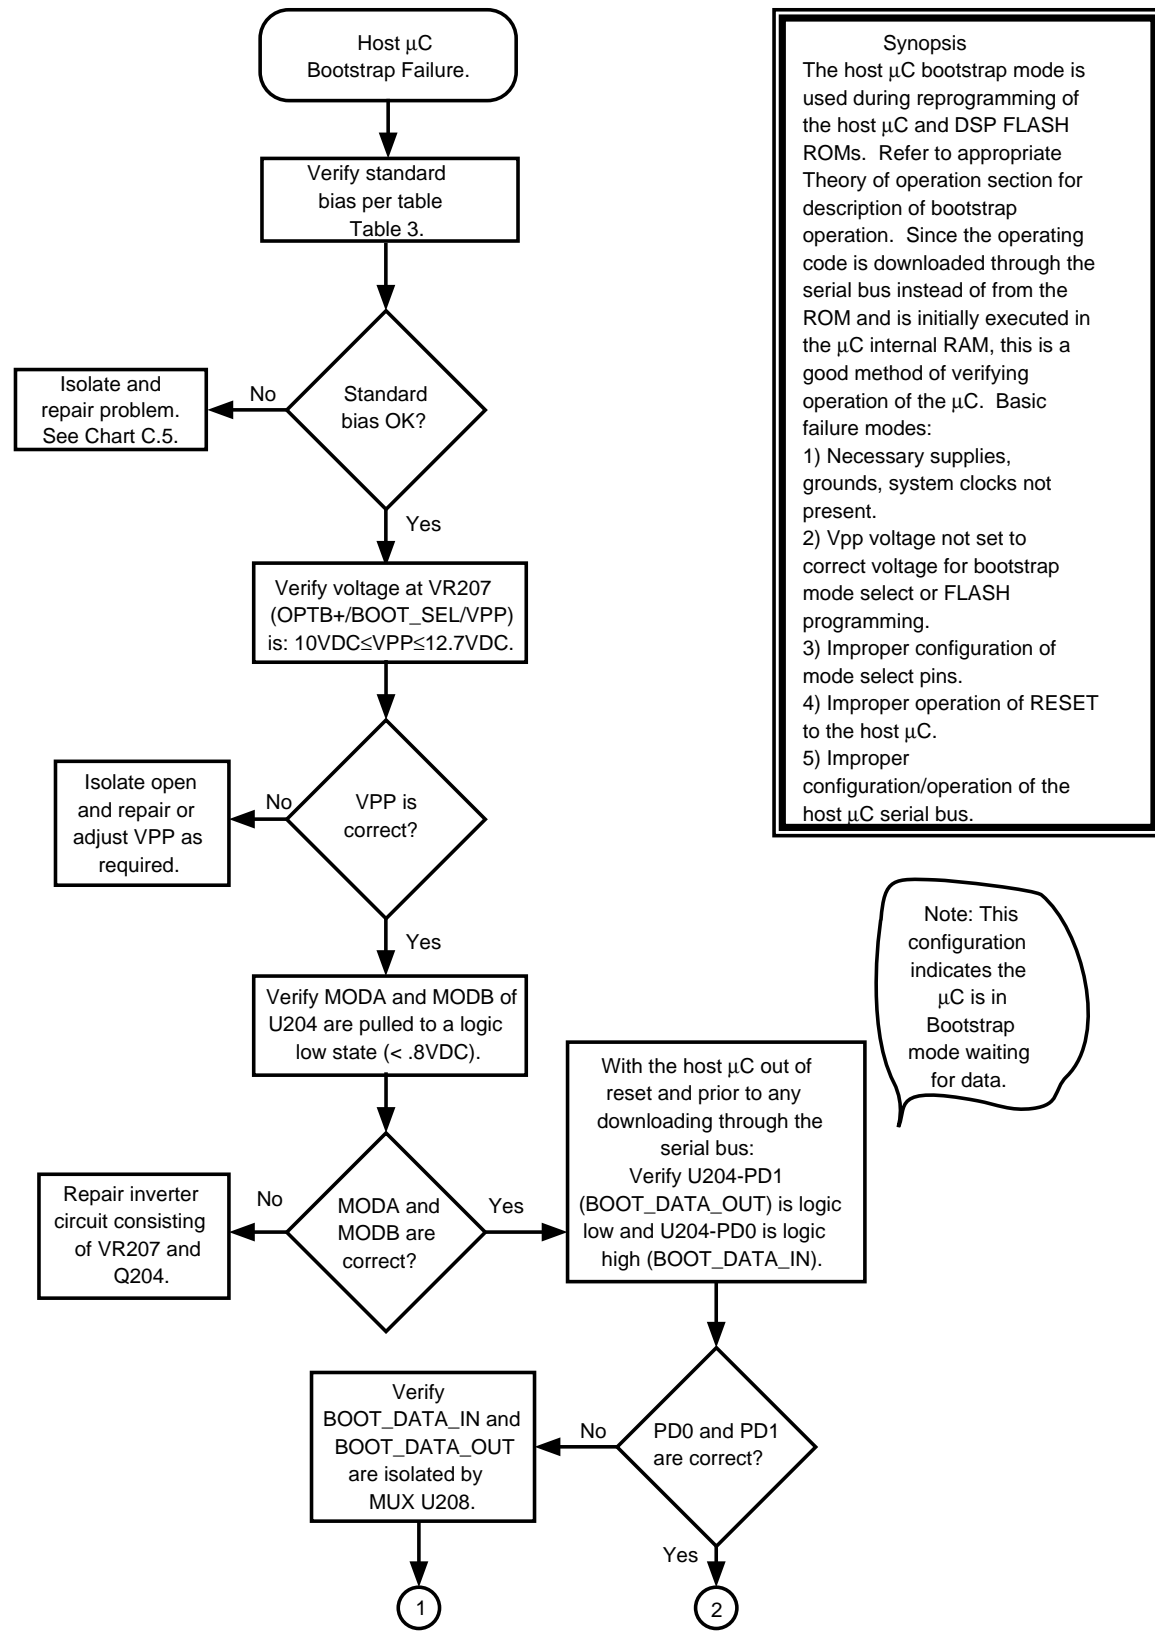 Host µC
Bootstrap Failure.
Verify standard
bias per table
Table 3.
Standard
bias OK?
No
Isolate and
repair problem.
See Chart C.5.
Yes
Verify voltage at VR207
(OPTB+/BOOT_SEL/VPP)
is: 10VDC≤VPP≤12.7VDC.
VPP is
correct?
No
Isolate open
and repair or
adjust VPP as
required.
Yes
Verify MODA and MODB of
U204 are pulled to a logic
low state (< .8VDC).
MODA and
MODB are
correct?
No
Repair inverter
circuit consisting
of VR207 and
Q204.
Yes
With the host µC out of
reset and prior to any
downloading through the
serial bus:
Verify U204-PD1
(BOOT_DATA_OUT) is logic
low and U204-PD0 is logic
high (BOOT_DATA_IN).
PD0 and PD1
are correct?
No
Verify
BOOT_DATA_IN and
BOOT_DATA_OUT
are isolated by
MUX U208.
1
Yes
2
Synopsis
The host µC bootstrap mode is
used during reprogramming of
the host µC and DSP FLASH
ROMs. Refer to appropriate
Theory of operation section for
description of bootstrap
operation. Since the operating
code is downloaded through the
serial bus instead of from the
ROM and is initially executed in
the µC internal RAM, this is a
good method of verifying
operation of the µC. Basic
failure modes:
1) Necessary supplies,
grounds, system clocks not
present.
2) Vpp voltage not set to
correct voltage for bootstrap
mode select or FLASH
programming.
3) Improper configuration of
mode select pins.
4) Improper operation of RESET
to the host µC.
5) Improper
configuration/operation of the
host µC serial bus.
Note: This
configuration
indicates the
µC is in
Bootstrap
mode waiting
for data.